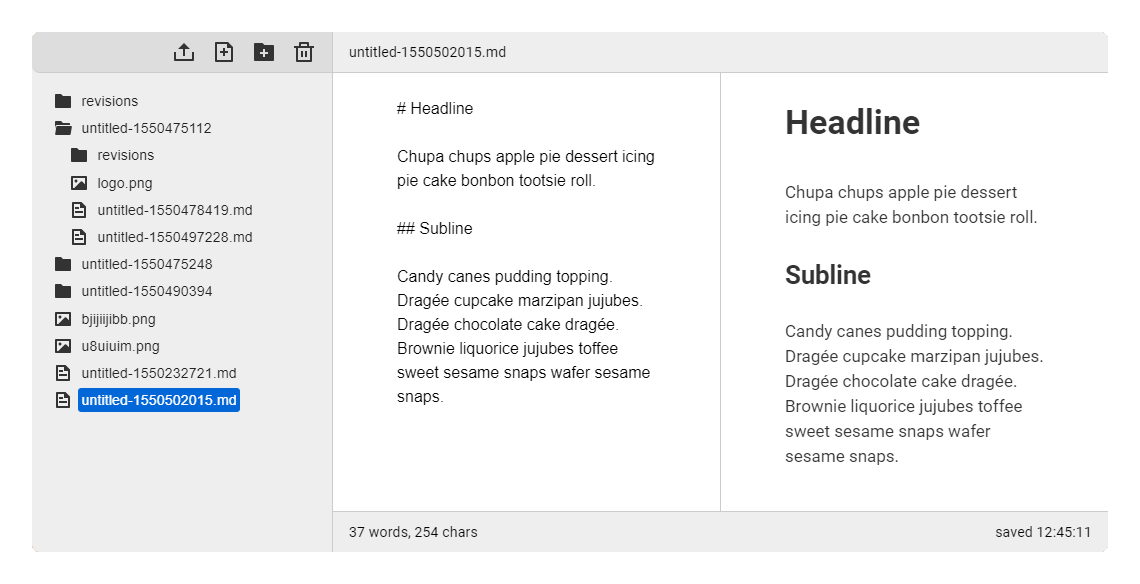 untitled-1550502015.md
revisions
untitled-1550475112
revisions
logo.png
untitled-1550478419.md
untitled-1550497228.md
untitled-1550475248
untitled-1550490394
bjijiijibb.png
u8uiuim.png
untitled-1550232721.md
untitled-1550502015.md
# Headline
Chupa chups apple pie dessert icing
pie cake bonbon tootsie roll.
## Subline
Candy canes pudding topping.
Dragée cupcake marzipan jujubes.
Dragée chocolate cake dragée.
Brownie liquorice jujubes toffee
sweet sesame snaps wafer sesame
snaps.
Headline
Chupa chups apple pie dessert
icing pie cake bonbon tootsie roll.
Subline
Candy canes pudding topping.
Dragée cupcake marzipan jujubes.
Dragée chocolate cake dragée.
Brownie liquorice jujubes toffee
sweet sesame snaps wafer
sesame snaps.
37 words, 254 chars
saved 12:45:11